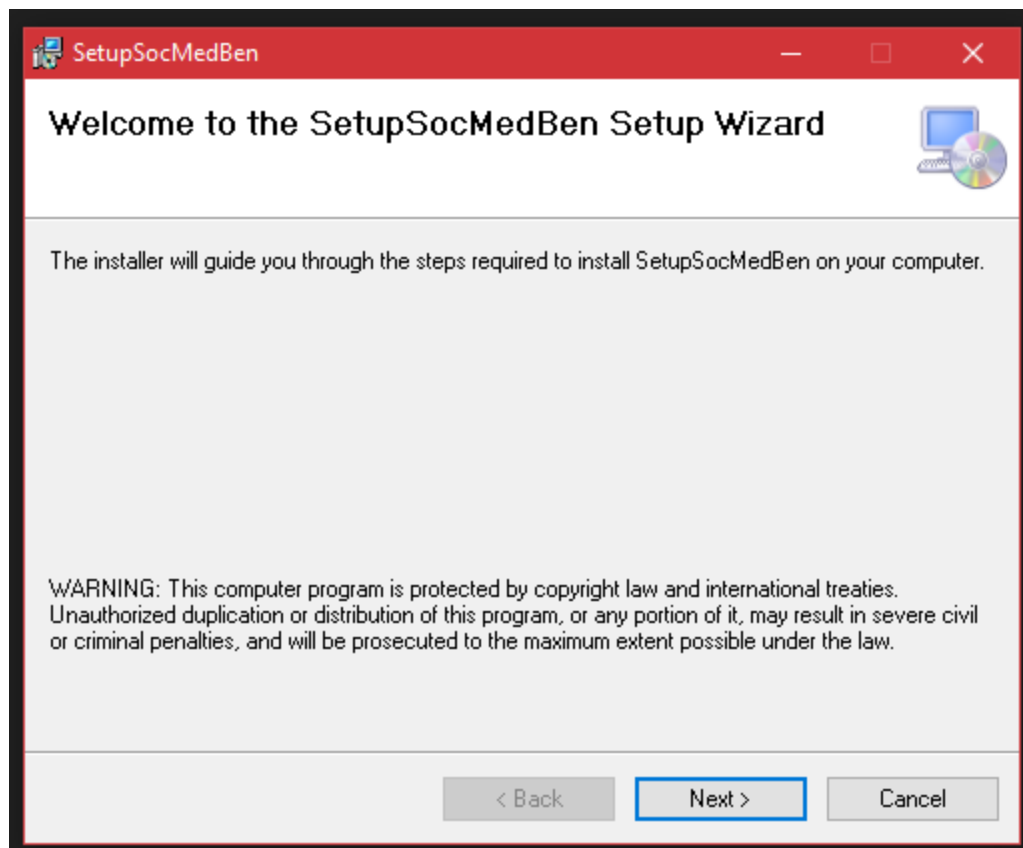 SetupSocMedBen
Welcome to the SetupSocMedBen Setup Wizard
The installer will guide you through the steps required to install SetupSocMedBen on your computer.
WARNING: This computer program is protected by copyright law and international treaties.
Unauthorized duplication or distribution of this program, or any portion of it, may result in severe civil
or criminal penalties, and will be prosecuted to the maximum extent possible under the law.
< Back
Next >
Cancel